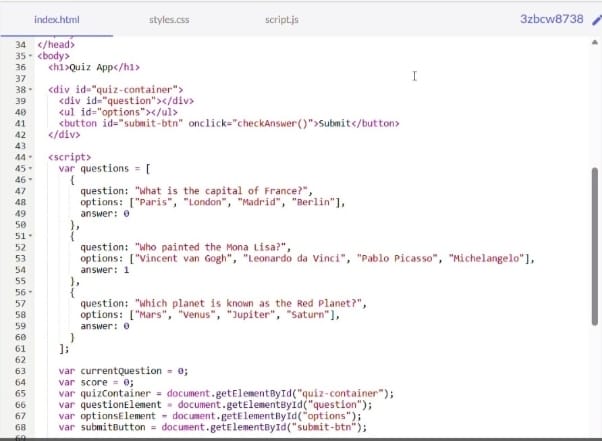 index.html styles.css script.js 3zbcw8738
34 </head>
35 <body>
36 <h1>Quiz App</h1>
37
38 <div id="quiz-container">
39 <div id="question"></div>
40 <ul id="options"></ul>
41 <button id="submit-btn" onclick="checkAnswer()">Submit</button>
42 </div>
43
44 <script>
45 var questions = [
46 {
47 question: "What is the capital of France?",
48 options: ["Paris", "London", "Madrid", "Berlin"],
49 answer: 0
50 },
51 {
52 question: "Who painted the Mona Lisa?",
53 options: ["Vincent van Gogh", "Leonardo da Vinci", "Pablo Picasso", "Michelangelo"],
54 answer: 1
55 },
56 {
57 question: "Which planet is known as the Red Planet?",
58 options: ["Mars", "Venus", "Jupiter", "Saturn"],
59 answer: 0
60 }
61 ];
62
63 var currentQuestion = 0;
64 var score = 0;
65 var quizContainer = document.getElementById("quiz-container");
66 var questionElement = document.getElementById("question");
67 var optionsElement = document.getElementById("options");
68 var submitButton = document.getElementById("submit-btn");
69